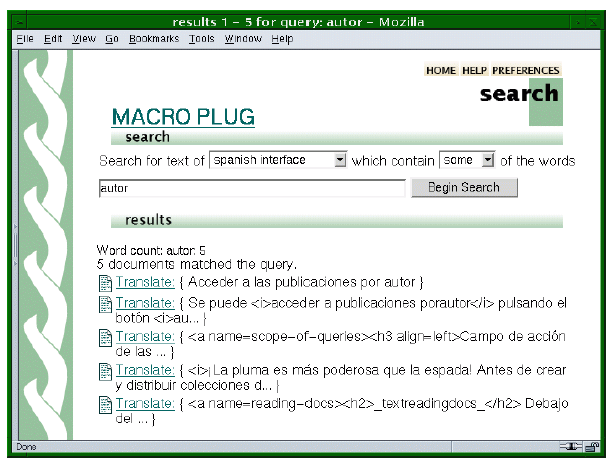 results 1 – 5 for query: autor – Mozilla
File Edit View Go Bookmarks Tools Window Help
HOME HELP PREFERENCES
search
MACRO PLUG
search
Search for text of spanish interface which contain some of the words
autor Begin Search
results
Word count: autor: 5
5 documents matched the query.
Translate: { Acceder a las publicaciones por autor }
Translate: { Se puede <i>acceder a publicaciones porautor</i> pulsando el
botón <i>au... }
Translate: { <a name=scope-of-queries><h3 align=left>Campo de acción
de las ... }
Translate: { <i>¡La pluma es más poderosa que la espada! Antes de crear
y distribuir colecciones d... }
Translate: { <a name=reading-docs><h2>_textreadingdocs_</h2> Debajo
del ... }
Done